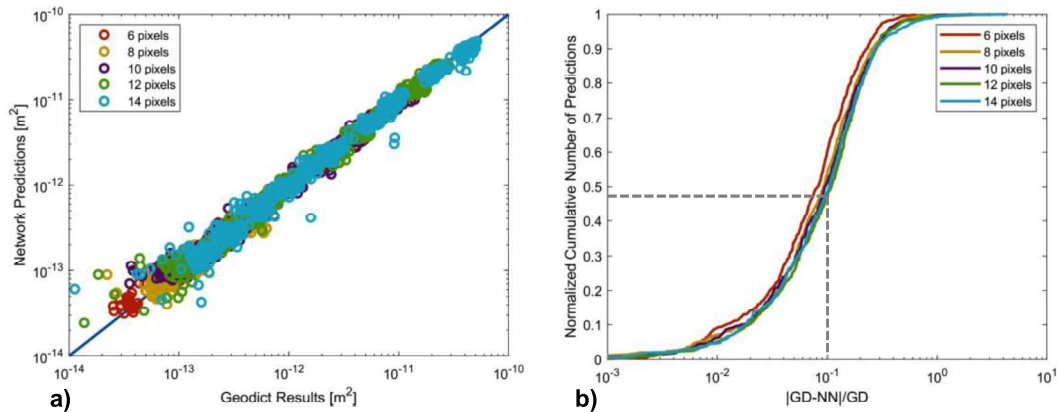 10^-10
10^-11
10^-12
10^-13
10^-14
Network Predictions [m^2]
6 pixels
8 pixels
10 pixels
12 pixels
14 pixels
10^-14
10^-13
10^-12
10^-11
10^-10
Geodict Results [m^2]
a)
1
0.9
0.8
0.7
0.6
0.5
0.4
0.3
0.2
0.1
0
Normalized Cumulative Number of Predictions
6 pixels
8 pixels
10 pixels
12 pixels
14 pixels
10^-3
10^-2
10^-1
10^0
10^1
|GD-NN|/GD
b)